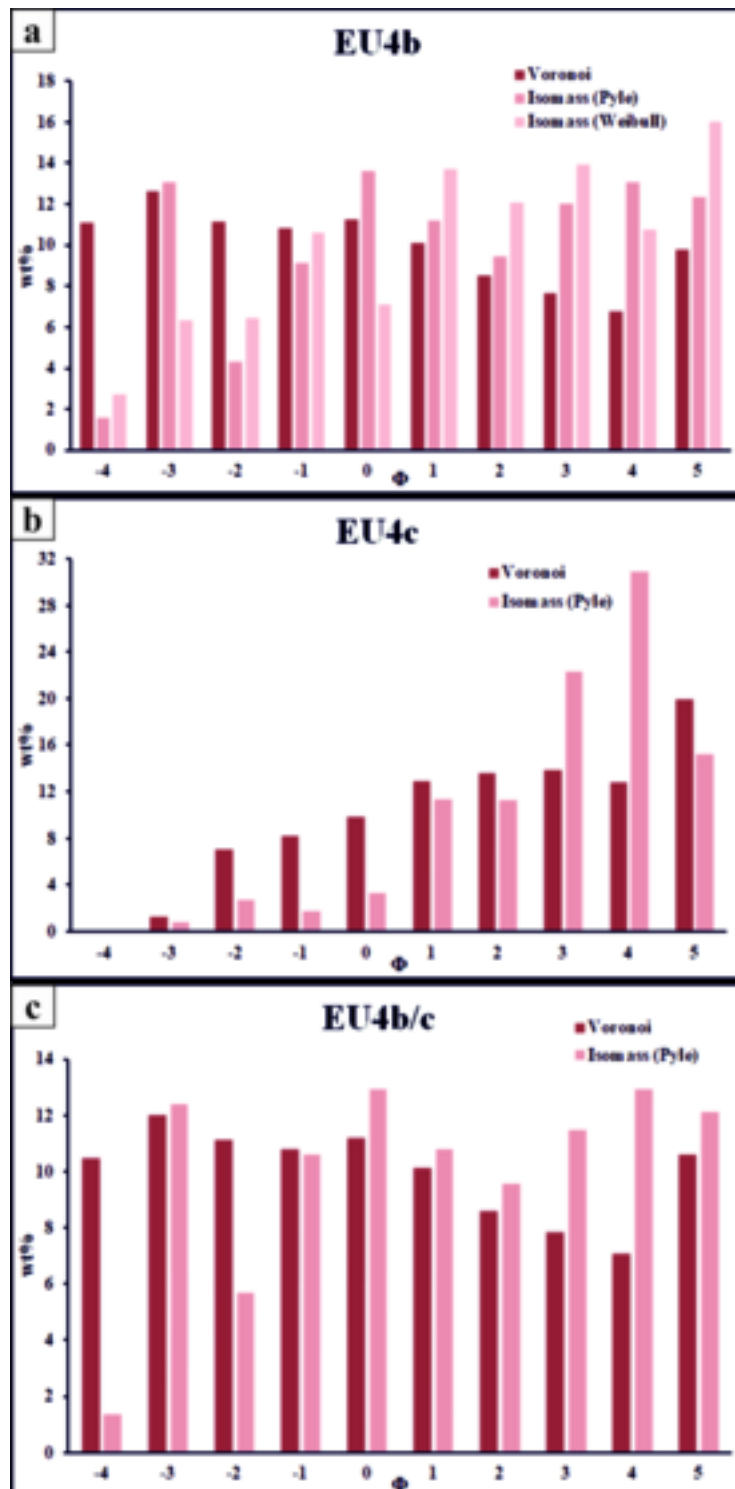 a
EU4b
Voronoi
Isomass (Pyle)
Isomass (Weibull)
18
16
14
12
10
8
6
4
2
0
wt%
-4 -3 -2 -1 0 1 2 3 4 5
Φ
b
EU4c
Voronoi
Isomass (Pyle)
32
28
24
20
16
12
8
4
0
wt%
-4 -3 -2 -1 0 1 2 3 4 5
Φ
c
EU4b/c
Voronoi
Isomass (Pyle)
14
12
10
8
6
4
2
0
wt%
-4 -3 -2 -1 0 1 2 3 4 5
Φ